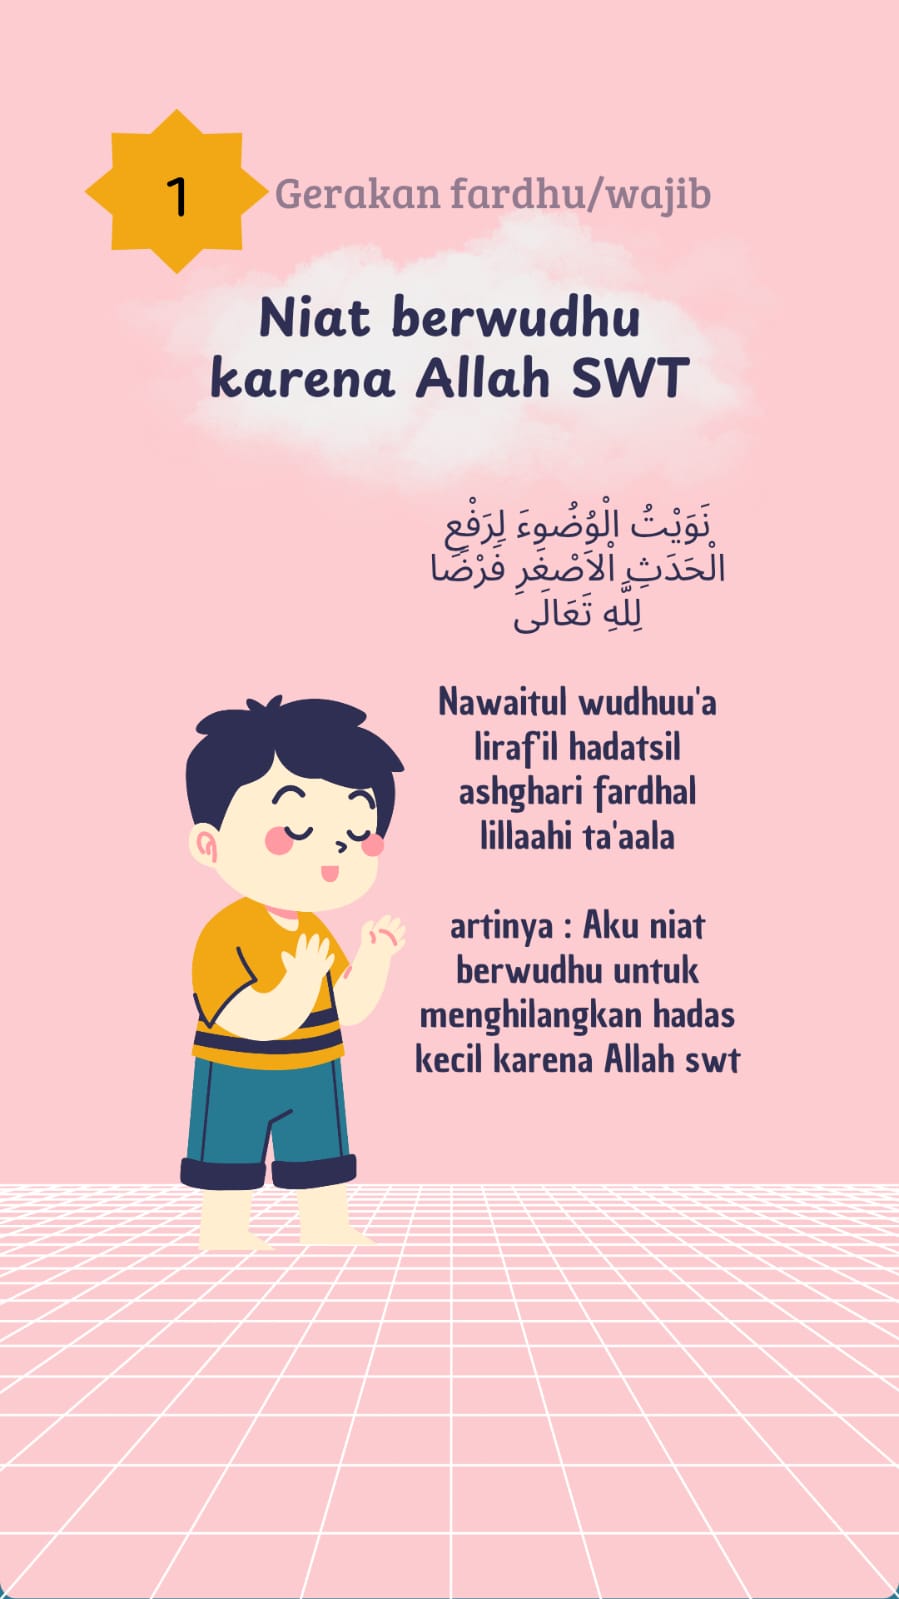 1
Gerakan fardhu/wajib
Niat berwudhu
karena Allah SWT
نَوَيْتُ الْوُضُوءَ لِرَفْعِ
الْحَدَثِ الْاَصْغَرِ فَرْضًا
لِلَّهِ تَعَالَى
Nawaitul wudhuu'a
liraf'il hadatsil
ashghari fardhal
lillaahi ta'aala
artinya : Aku niat
berwudhu untuk
menghilangkan hadas
kecil karena Allah swt